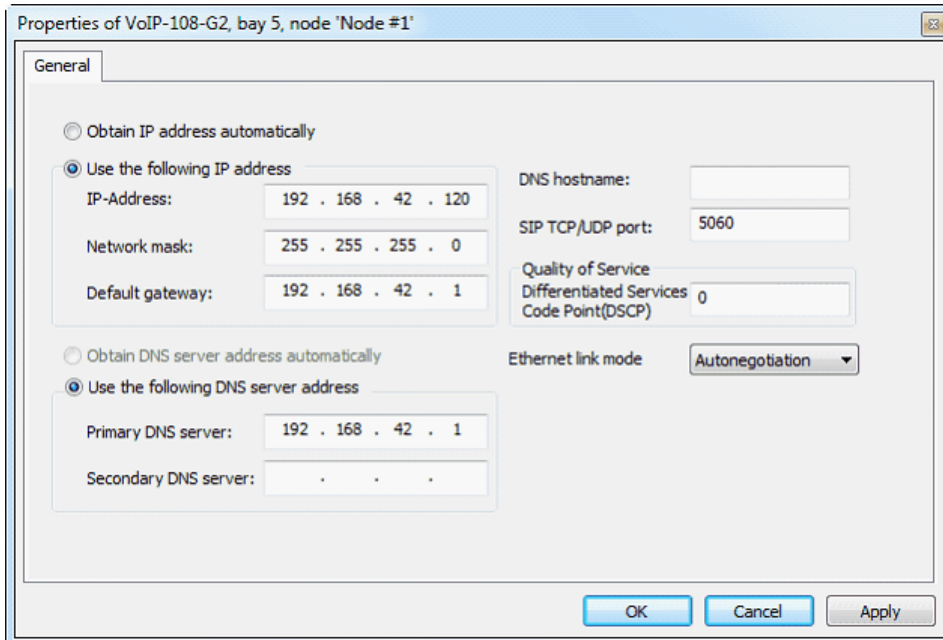 Properties of VoIP-108-G2, bay 5, node 'Node #1'
General
Obtain IP address automatically
Use the following IP address
IP-Address: 192 . 168 . 42 . 120
Network mask: 255 . 255 . 255 . 0
Default gateway: 192 . 168 . 42 . 1
DNS hostname:
SIP TCP/UDP port: 5060
Quality of Service
Differentiated Services
Code Point(DSCP) 0
Obtain DNS server address automatically
Ethernet link mode Autonegotiation
Use the following DNS server address
Primary DNS server: 192 . 168 . 42 . 1
Secondary DNS server: . . .
OK Cancel Apply